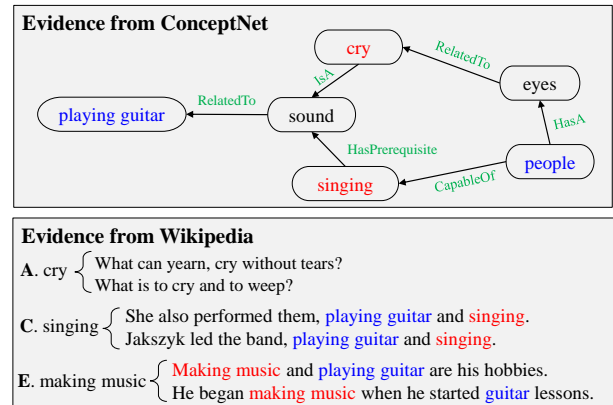 Evidence from ConceptNet
cry
RelatedTo
IsA
eyes
playing guitar
RelatedTo
sound
HasA
HasPrerequisite
people
singing
CapableOf
Evidence from Wikipedia
A. cry
What can yearn, cry without tears?
What is to cry and to weep?
C. singing
She also performed them, playing guitar and singing.
Jakszyk led the band, playing guitar and singing.
E. making music
Making music and playing guitar are his hobbies.
He began making music when he started guitar lessons.